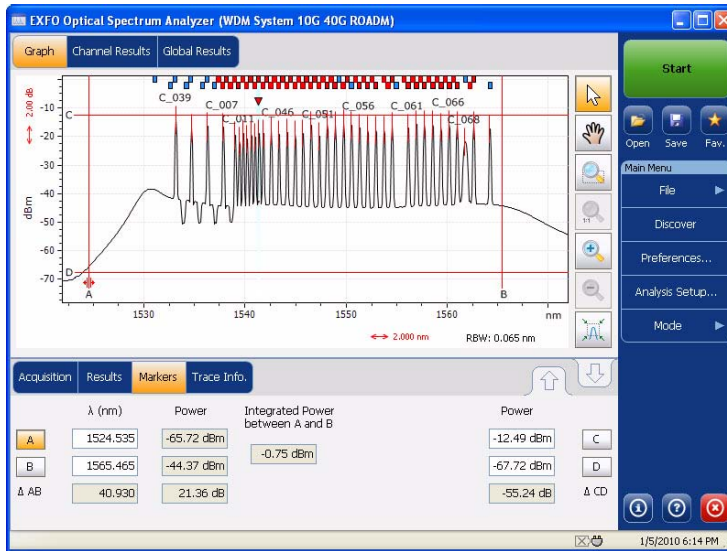 EXFO Optical Spectrum Analyzer (WDM System 10G 40G ROADM)
Graph
Channel Results
Global Results
Start
Open
Save
Fav.
Main Menu
File
Discover
Preferences...
Analysis Setup...
Mode
2.00 dB
dBm
-1
-10
-20
-30
-40
-50
-60
-70
C
D
C_039
C_007
C_011
C_046
C_051
C_056
C_061
C_066
C_068
A
B
1530
1540
1550
1560
nm
2.000 nm
RBW: 0.065 nm
1:1
Acquisition
Results
Markers
Trace Info.
λ (nm)
Power
Integrated Power
between A and B
Power
A
1524.535
-65.72 dBm
-0.75 dBm
-12.49 dBm
C
B
1565.465
-44.37 dBm
-67.72 dBm
D
Δ AB
40.930
21.36 dB
-55.24 dB
Δ CD
1/5/2010 6:14 PM